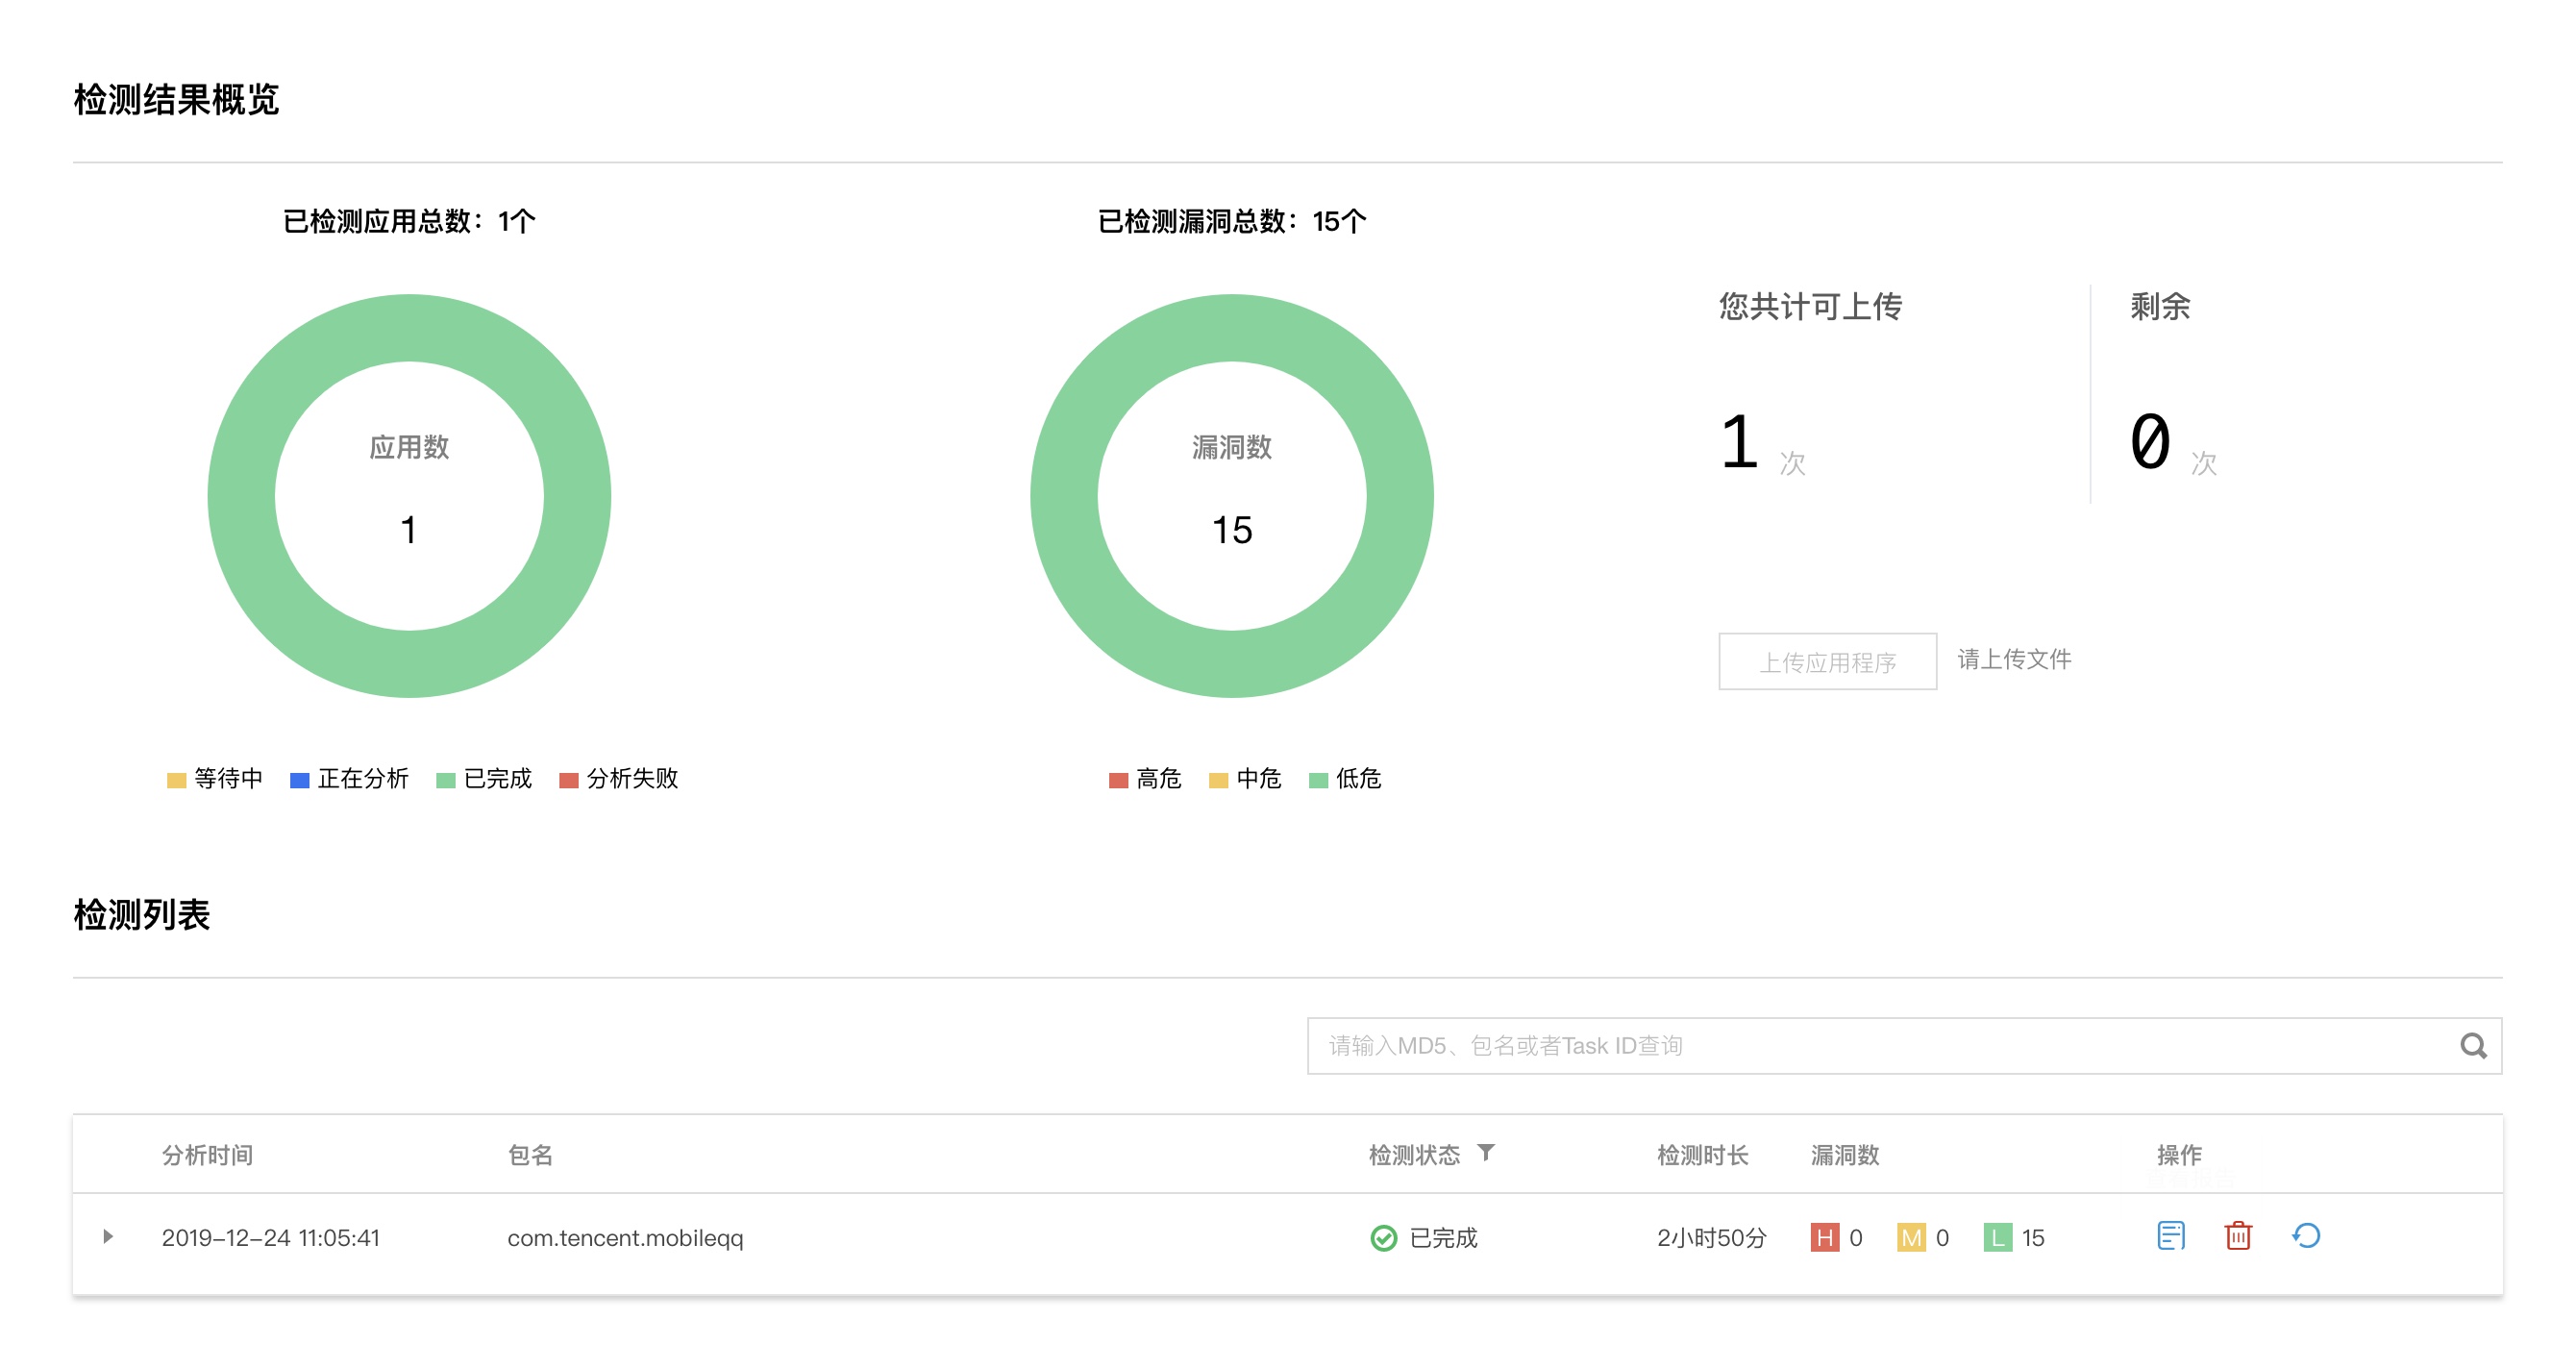 检测结果概览
已检测应用总数：1个
已检测漏洞总数：15个
应用数
1
漏洞数
15
您共计可上传
1 次
剩余
0 次
上传应用程序 请上传文件
等待中 正在分析 已完成 分析失败
高危 中危 低危
检测列表
请输入MD5、包名或者Task ID查询
分析时间 包名 检测状态 检测时长 漏洞数 操作
2019-12-24 11:05:41 com.tencent.mobileqq 已完成 2小时50分 H 0 M 0 L 15